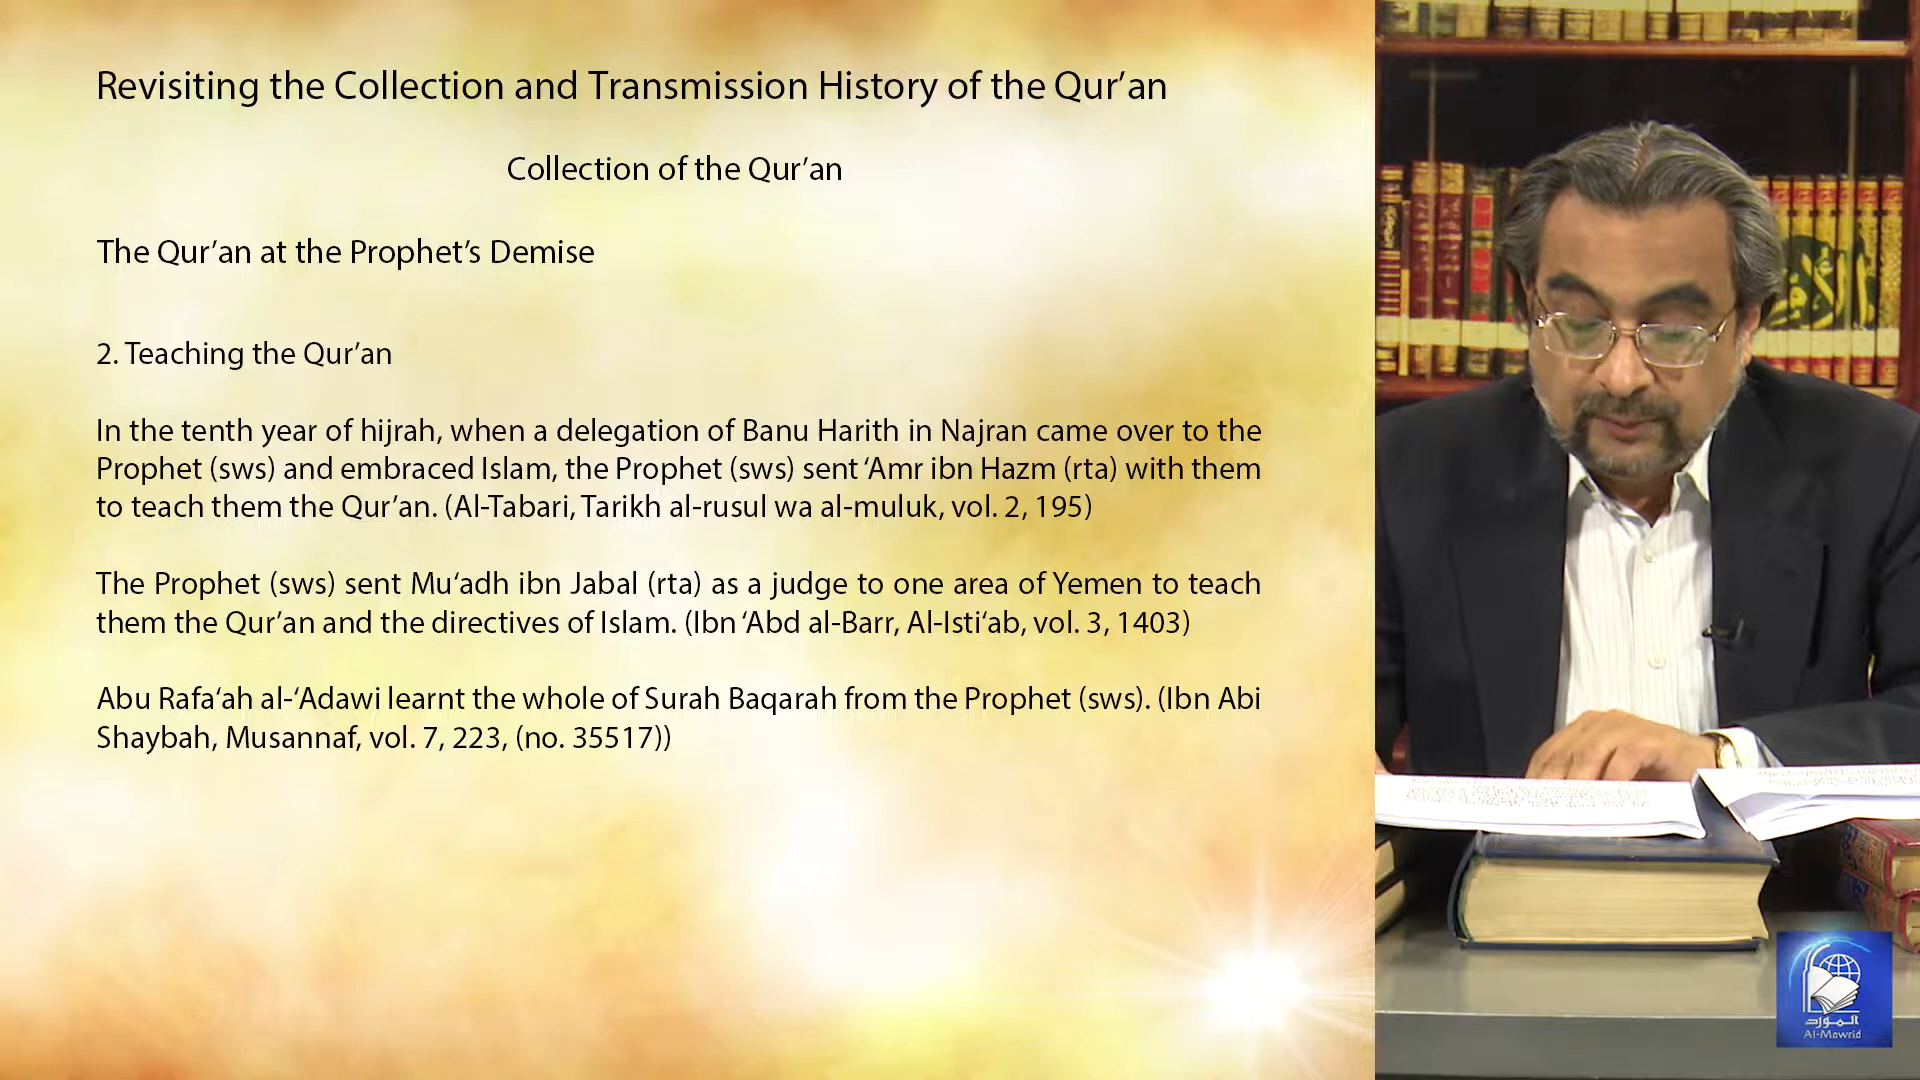 Revisiting the Collection and Transmission History of the Qur’an
Collection of the Qur’an
The Qur’an at the Prophet’s Demise
2. Teaching the Qur’an
In the tenth year of hijrah, when a delegation of Banu Harith in Najran came over to the
Prophet (sws) and embraced Islam, the Prophet (sws) sent ‘Amr ibn Hazm (rta) with them
to teach them the Qur’an. (Al-Tabari, Tarikh al-rusul wa al-muluk, vol. 2, 195)
The Prophet (sws) sent Mu‘adh ibn Jabal (rta) as a judge to one area of Yemen to teach
them the Qur’an and the directives of Islam. (Ibn ‘Abd al-Barr, Al-Isti‘ab, vol. 3, 1403)
Abu Rafa‘ah al-‘Adawi learnt the whole of Surah Baqarah from the Prophet (sws). (Ibn Abi
Shaybah, Musannaf, vol. 7, 223, (no. 35517))
المورد
Al-Mawrid